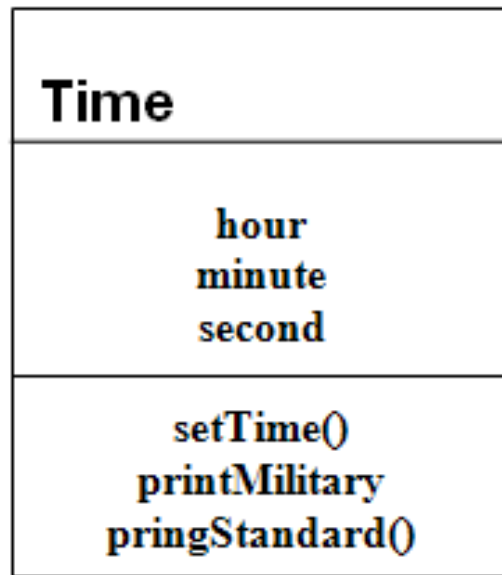 Time
hour
minute
second
setTime()
printMilitary
pringStandard()